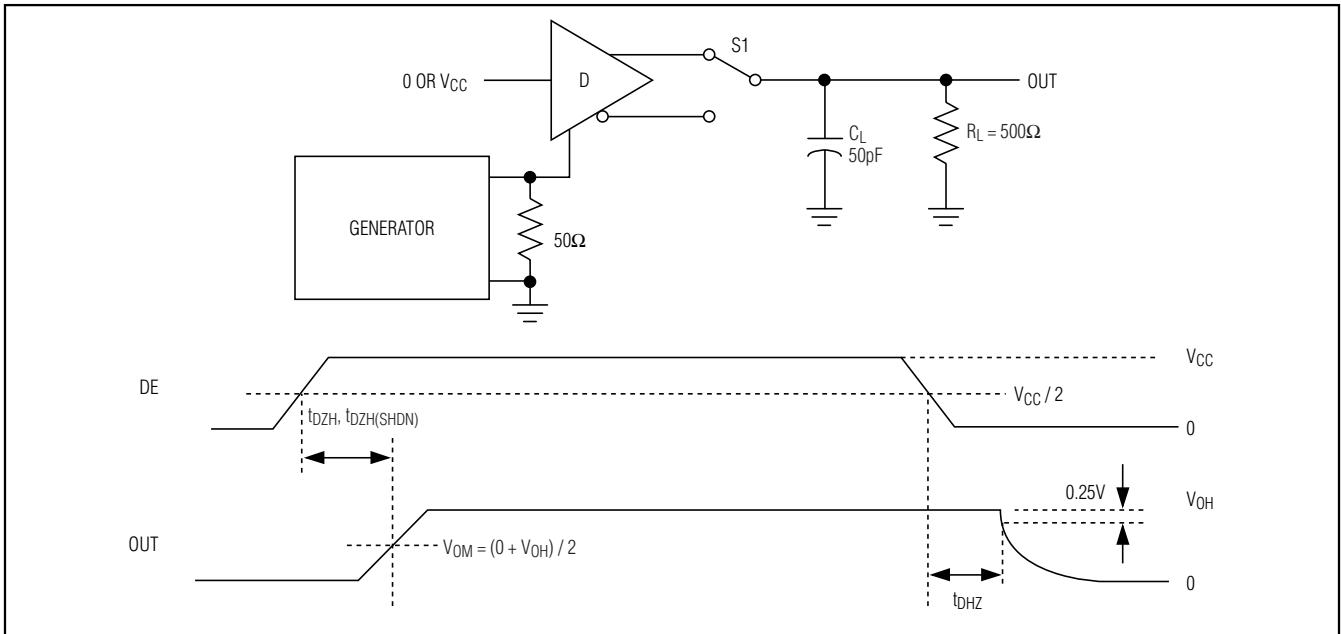 S1
0 OR VCC
D
OUT
CL
50pF
RL = 500Ω
GENERATOR
50Ω
VCC
DE
VCC / 2
tDZH, tDZH(SHDN)
0
0.25V
VOH
OUT
VOM = (0 + VOH) / 2
0
tDHZ